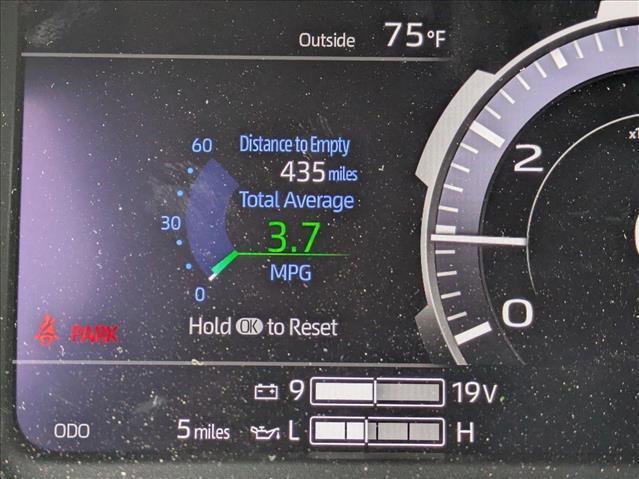 Outside 75°F
60 Distance to Empty
435 miles
Total Average
30 3.7
MPG
0
Hold OK to Reset
PARK
9 19V
ODO 5 miles L H
2
0
x1